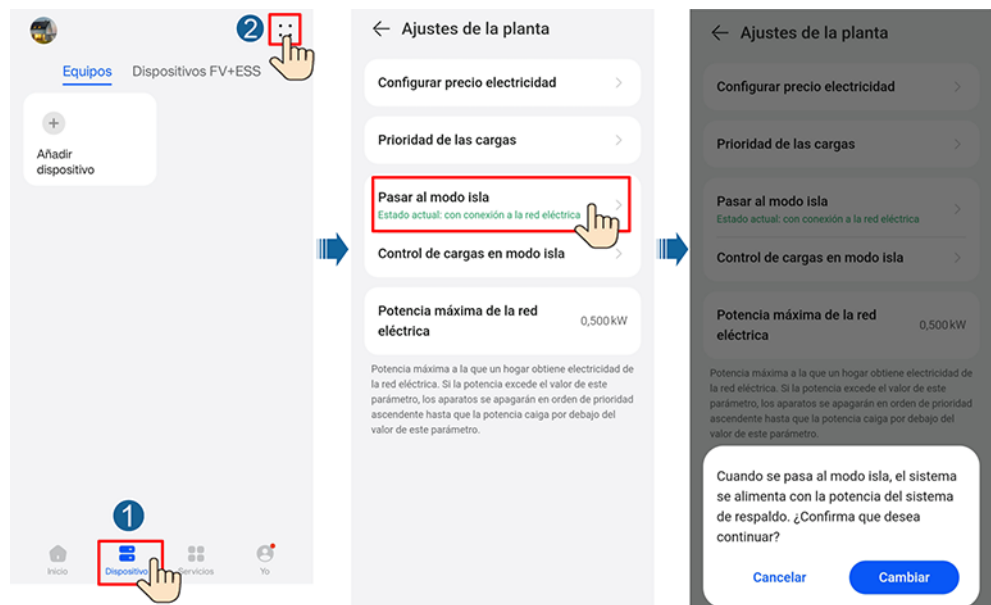 2
Equipos
Dispositivos FV+ESS
Añadir
dispositivo
1
Inicio
Dispositivo
Servicios
Yo
Ajustes de la planta
Configurar precio electricidad
Prioridad de las cargas
Pasar al modo isla
Estado actual: con conexión a la red eléctrica
Control de cargas en modo isla
Potencia máxima de la red
eléctrica
0,500 kW
Potencia máxima a la que un hogar obtiene electricidad de
la red eléctrica. Si la potencia excede el valor de este
parámetro, los aparatos se apagarán en orden de prioridad
ascendente hasta que la potencia caiga por debajo del
valor de este parámetro.
Ajustes de la planta
Configurar precio electricidad
Prioridad de las cargas
Pasar al modo isla
Estado actual: con conexión a la red eléctrica
Control de cargas en modo isla
Potencia máxima de la red
eléctrica
0,500 kW
Potencia máxima a la que un hogar obtiene electricidad de
la red eléctrica. Si la potencia excede el valor de este
parámetro, los aparatos se apagarán en orden de prioridad
ascendente hasta que la potencia caiga por debajo del
valor de este parámetro.
Cuando se pasa al modo isla, el sistema
se alimenta con la potencia del sistema
de respaldo. ¿Confirma que desea
continuar?
Cancelar
Cambiar